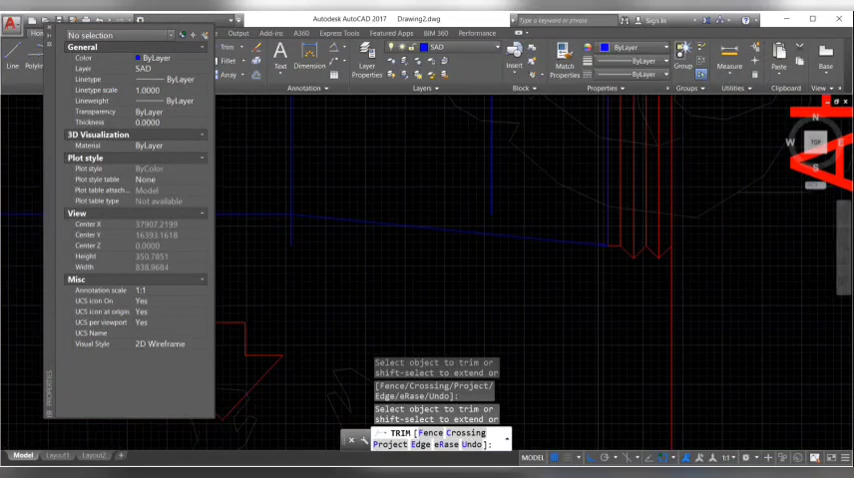 Autodesk AutoCAD 2017 Drawing2.dwg
Type a keyword or phrase
Sign In
Output Add-ins A360 Express Tools Featured Apps BIM 360 Performance
Line
Trim
Fillet
Array
Text
Dimension
Layer
Properties
SAD
Insert
Match
Properties
ByLayer
ByLayer
ByLayer
Group
Measure
Paste
Base
Annotation
Layers
Block
Properties
Groups
Utilities
Clipboard
View
No selection
General
Color ByLayer
Layer SAD
Linetype ByLayer
Linetype scale 1.0000
Lineweight ByLayer
Transparency ByLayer
Thickness 0.0000
3D Visualization
Material ByLayer
Plot style
Plot style ByColor
Plot style table None
Plot table attach... Model
Plot table type Not available
View
Center X 37907.2199
Center Y 16393.1618
Center Z 0.0000
Height 350.7851
Width 838.9684
Misc
Annotation scale 1:1
UCS icon On Yes
UCS icon at origin Yes
UCS per viewport Yes
UCS Name
Visual Style 2D Wireframe
PROPERTIES
N
W TOP E
S
Select object to trim or
shift-select to extend or
[Fence/Crossing/Project/
Edge/eRase/Undo]:
Select object to trim or
shift-select to extend or
TRIM [Fence Crossing
Project Edge eRase Undo]:
Model Layout1 Layout2 +
MODEL
1:1